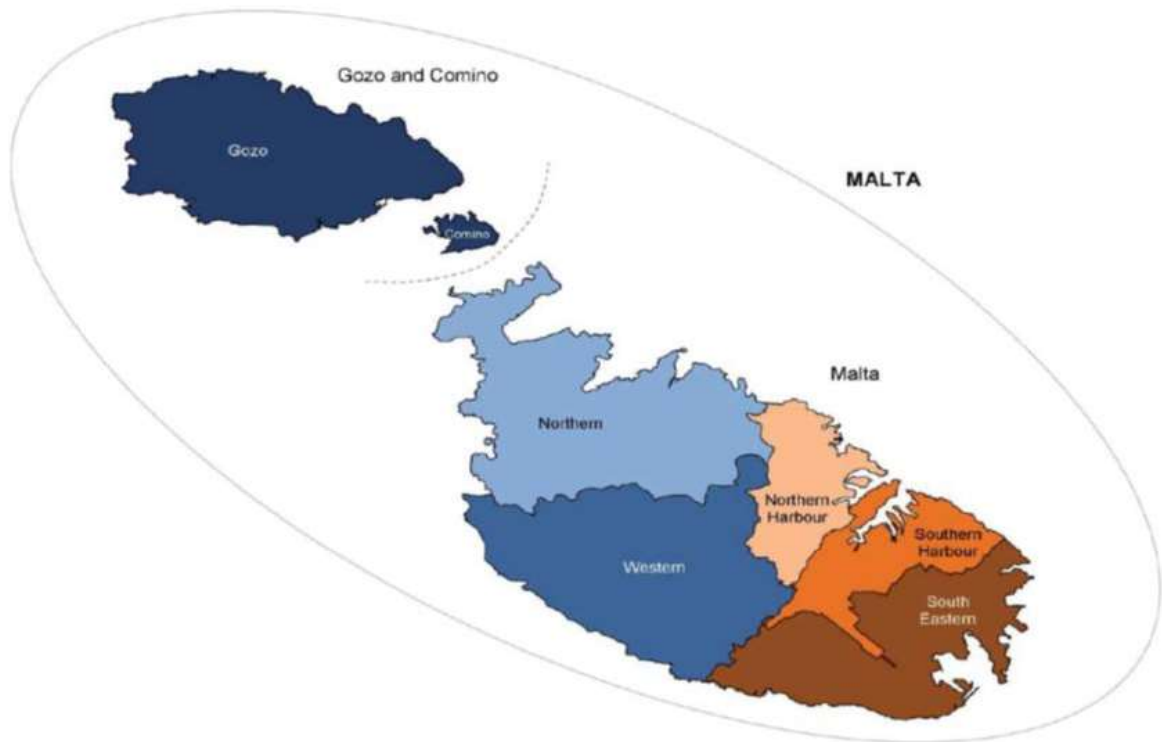 Gozo and Comino
Gozo
MALTA
Comino
Malta
Northern
Northern
Harbour
Southern
Harbour
Western
South
Eastern